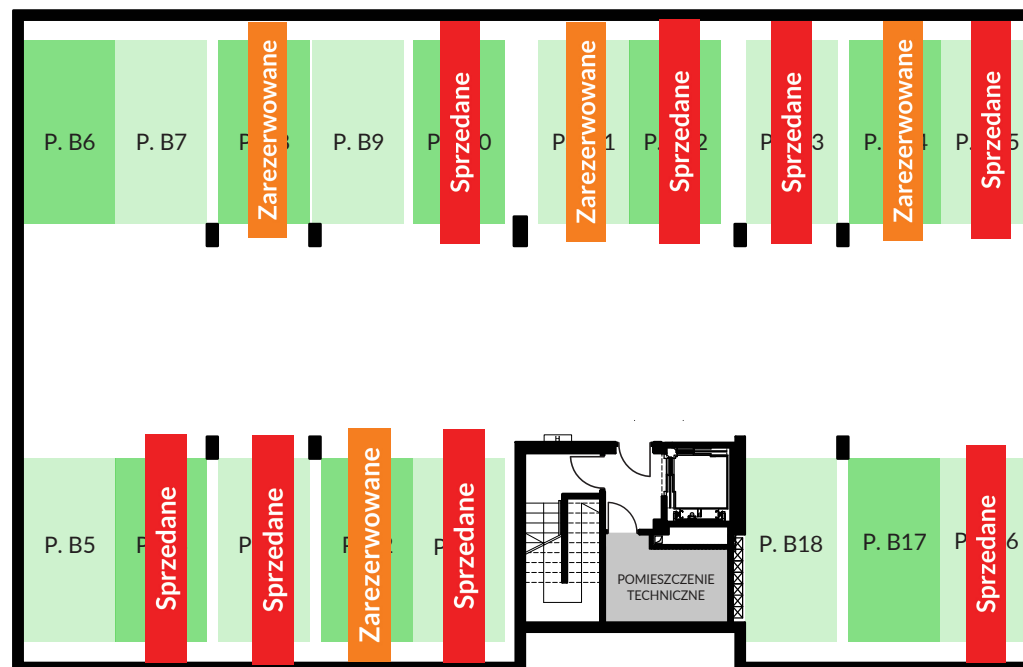 P. B6
P. B7
Zarezerwowane
P. B9
Sprzedane
Zarezerwowane
Sprzedane
Sprzedane
Zarezerwowane
Sprzedane
P. B5
Sprzedane
Sprzedane
Zarezerwowane
Sprzedane
POMIESZCZENIE
TECHNICZNE
P. B18
P. B17
Sprzedane